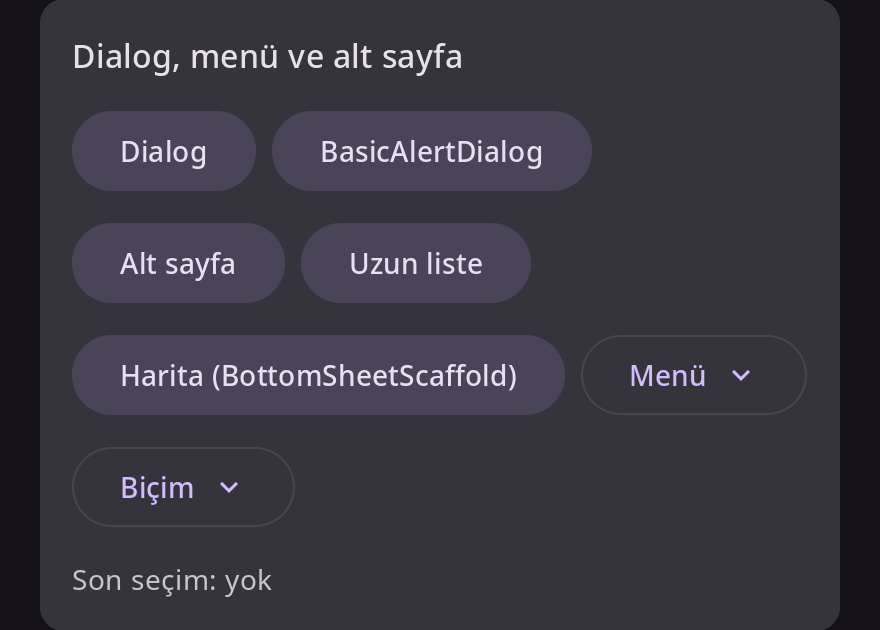 Dialog, menü ve alt sayfa
Dialog BasicAlertDialog
Alt sayfa Uzun liste
Harita (BottomSheetScaffold) Menü
Biçim
Son seçim: yok